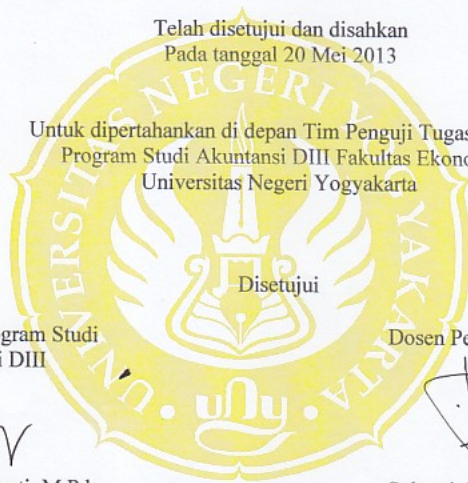 Telah disetujui dan disahkan
Pada tanggal 20 Mei 2013
UNIVERSITAS NEGERI YOGYAKARTA
Untuk dipertahankan di depan Tim Penguji Tugas
Program Studi Akuntansi DIII Fakultas Ekono
Universitas Negeri Yogyakarta
Disetujui
gram Studi
i DIII
Dosen Pe
uny
M.Pd